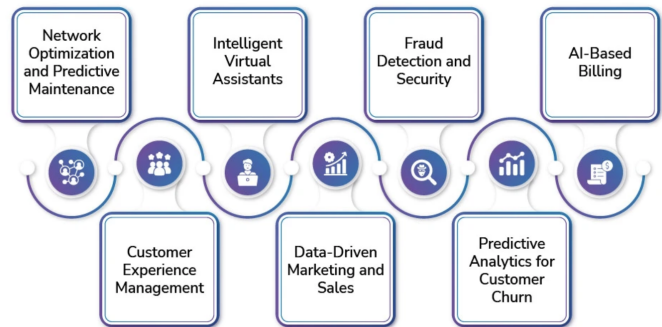 Network
Optimization
and Predictive
Maintenance
Intelligent
Virtual
Assistants
Fraud
Detection and
Security
AI-Based
Billing
$
Customer
Experience
Management
Data-Driven
Marketing and
Sales
Predictive
Analytics for
Customer
Churn